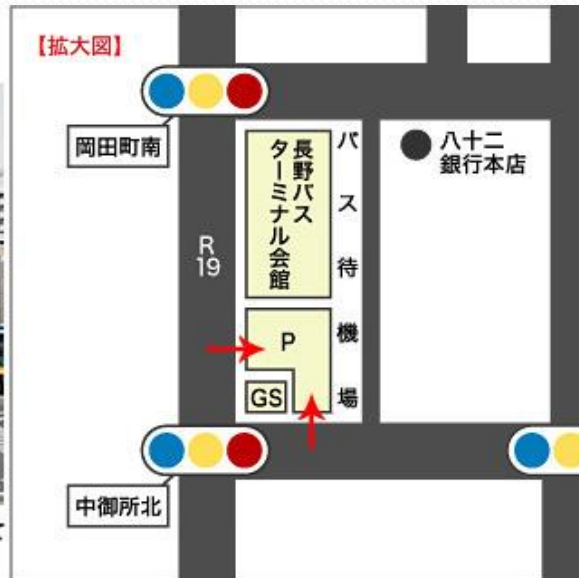 【拡大図】
岡田町南
長野バス
ターミナル会館
バス待機場
八十二
銀行本店
R
19
P
GS
中御所北